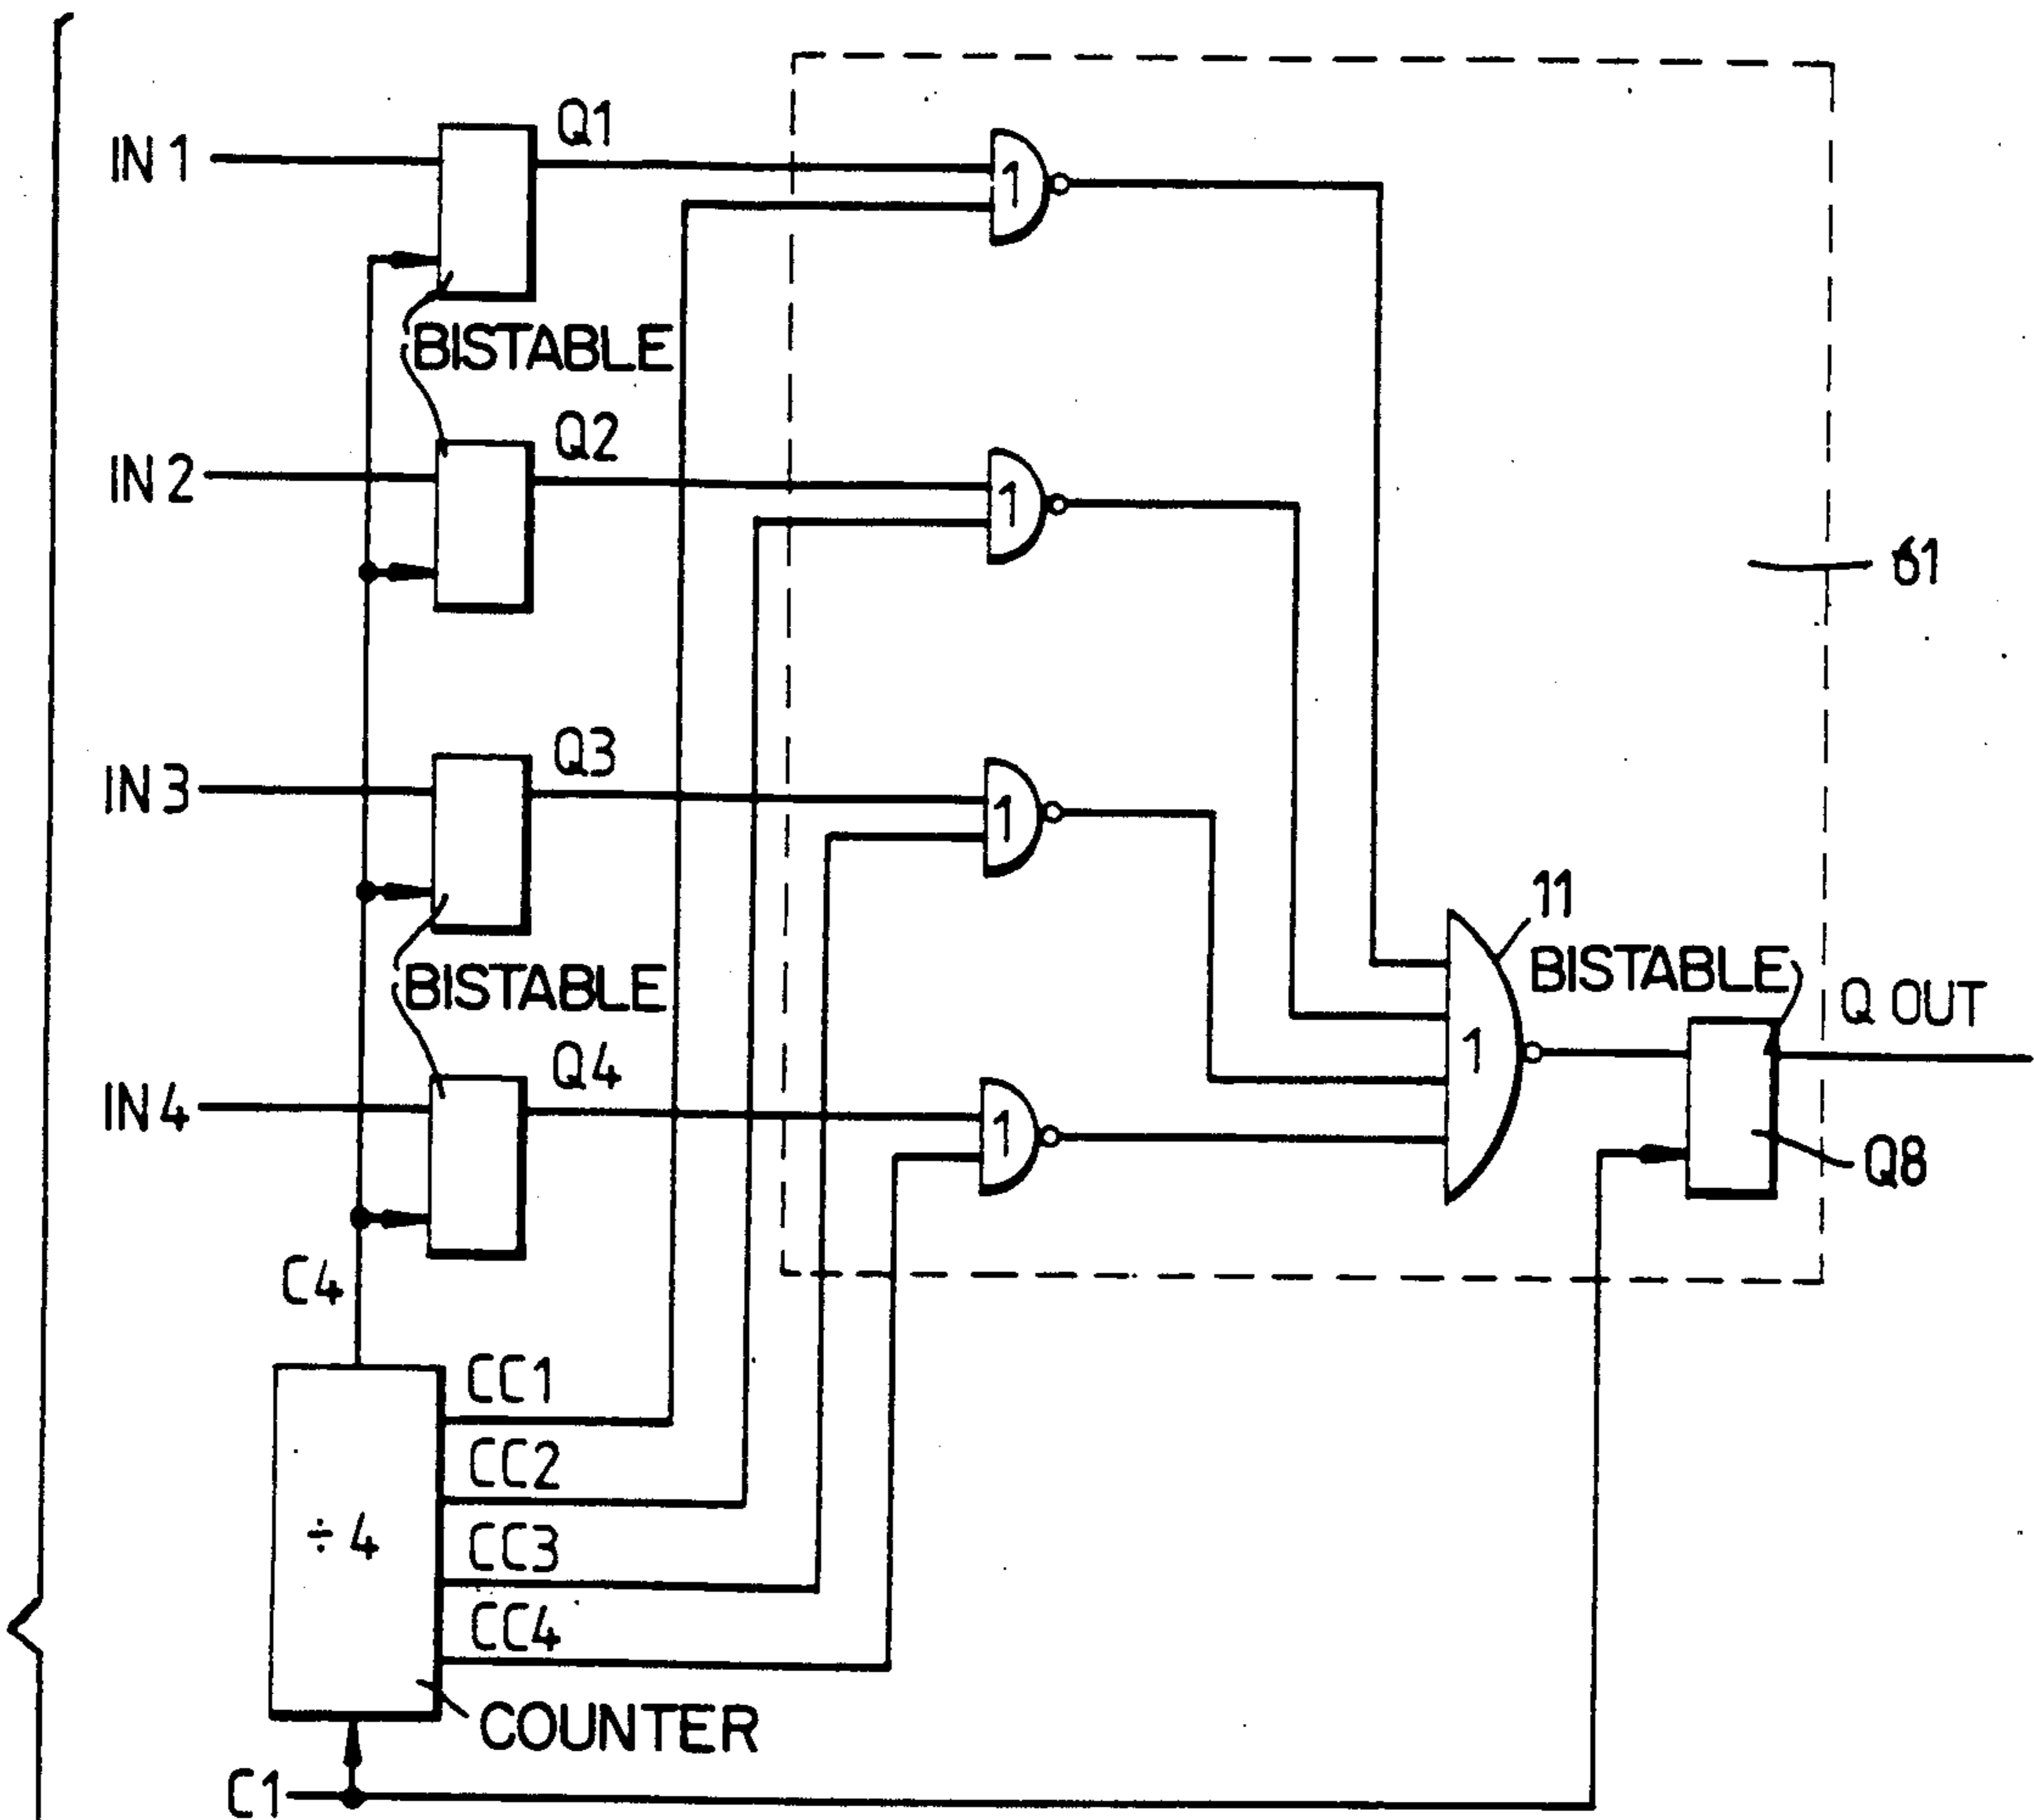 Q1
IN 1
1
BISTABLE
Q2
IN 2
1
61
Q3
IN 3
1
11
BISTABLE
BISTABLE
Q OUT
Q4
1
IN 4
1
Q8
C4
CC1
CC2
÷4
CC3
CC4
COUNTER
C1